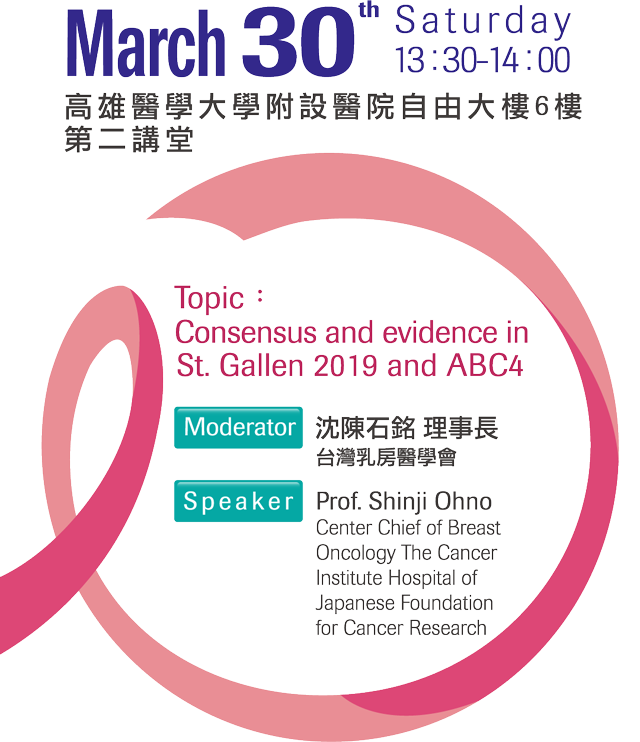 March 30th Saturday
13:30-14:00
高雄醫學大學附設醫院自由大樓6樓
第二講堂
Topic：
Consensus and evidence in
St. Gallen 2019 and ABC4
Moderator 沈陳石銘 理事長
台灣乳房醫學會
Speaker Prof. Shinji Ohno
Center Chief of Breast
Oncology The Cancer
Institute Hospital of
Japanese Foundation
for Cancer Research